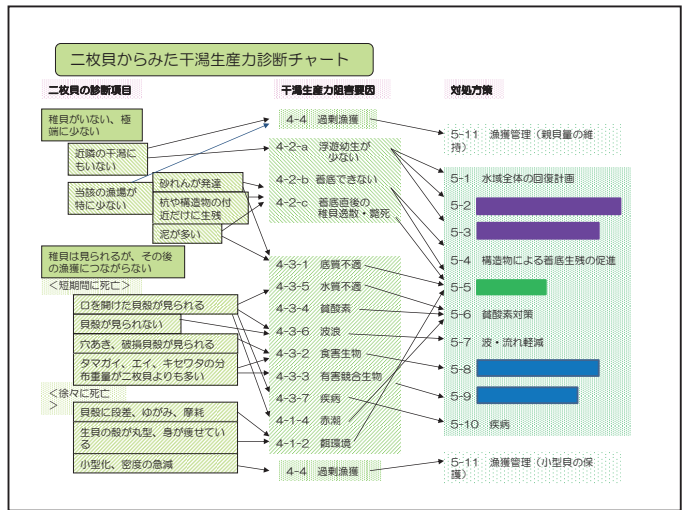 二枚貝からみた干潟生産力診断チャート
二枚貝の診断項目
稚貝がいない、極
端に少ない
近隣の干潟に
もいない
当該の漁場が
特に少ない
砂れんが発達
杭や構造物の付
近だけに生残
泥が多い
稚貝は見られるが、その後
の漁獲につながらない
＜短期間に死亡＞
口を開けた貝殻が見られる
貝殻が見られない
穴あき、破損貝殻が見られる
タマガイ、エイ、キセワタの分
布重量が二枚貝よりも多い
＜徐々に死亡
＞
貝殻に段差、ゆがみ、摩耗
生貝の殻が丸型、身が痩せてい
る
小型化、密度の急減
干潟生産力阻害要因
4-4 過剰漁獲
4-2-a 浮遊幼生が
少ない
4-2-b 着底できない
4-2-c 着底直後の
稚貝逸散・斃死
4-3-1 底質不適
4-3-5 水質不適
4-3-4 貧酸素
4-3-6 波浪
4-3-2 食害生物
4-3-3 有害競合生物
4-3-7 疾病
4-1-4 赤潮
4-1-2 餌環境
4-4 過剰漁獲
対処方策
5-11 漁獲管理（親貝量の維
持）
5-1 水域全体の回復計画
5-2
5-3
5-4 構造物による着底生残の促進
5-5
5-6 貧酸素対策
5-7 波・流れ軽減
5-8
5-9
5-10 疾病
5-11 漁獲管理（小型貝の保
護）